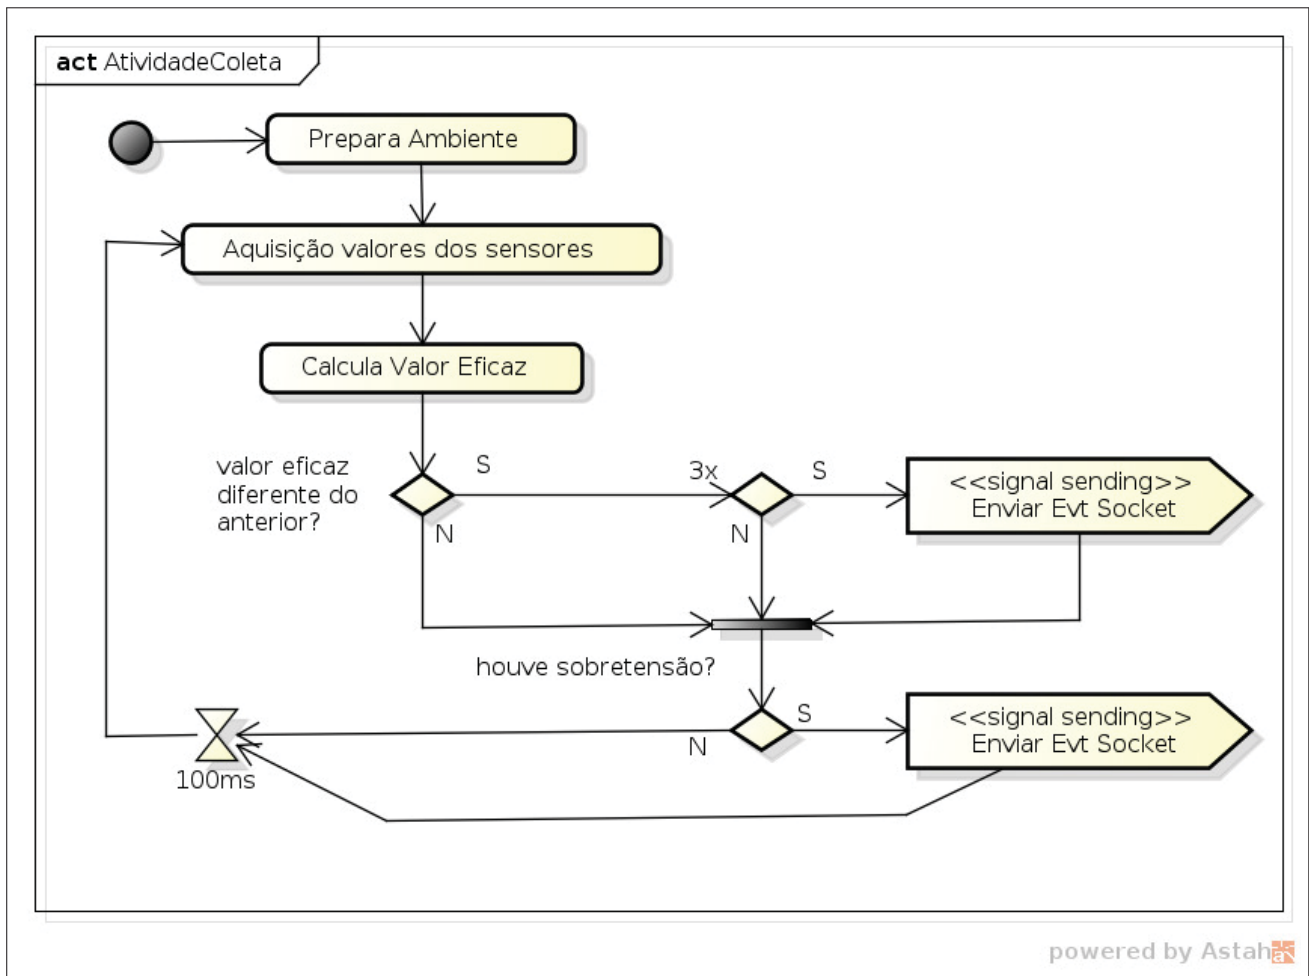 act AtividadeColeta
Prepara Ambiente
Aquisição valores dos sensores
Calcula Valor Eficaz
valor eficaz
diferente do
anterior?
S
N
3x
S
N
<<signal sending>>
Enviar Evt Socket
houve sobretensão?
S
N
<<signal sending>>
Enviar Evt Socket
100ms
powered by Astah